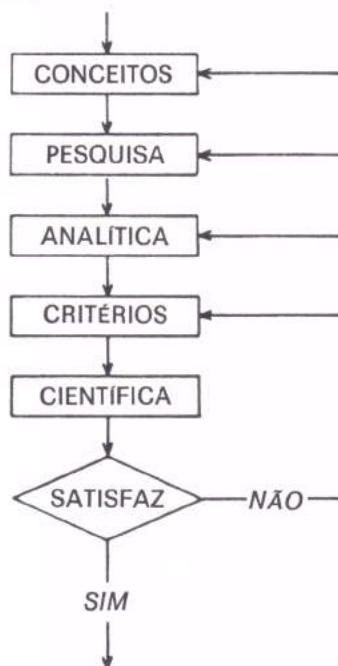 CONCEITOS
PESQUISA
ANALÍTICA
CRITÉRIOS
CIENTÍFICA
SATISFAZ
NÃO
SIM